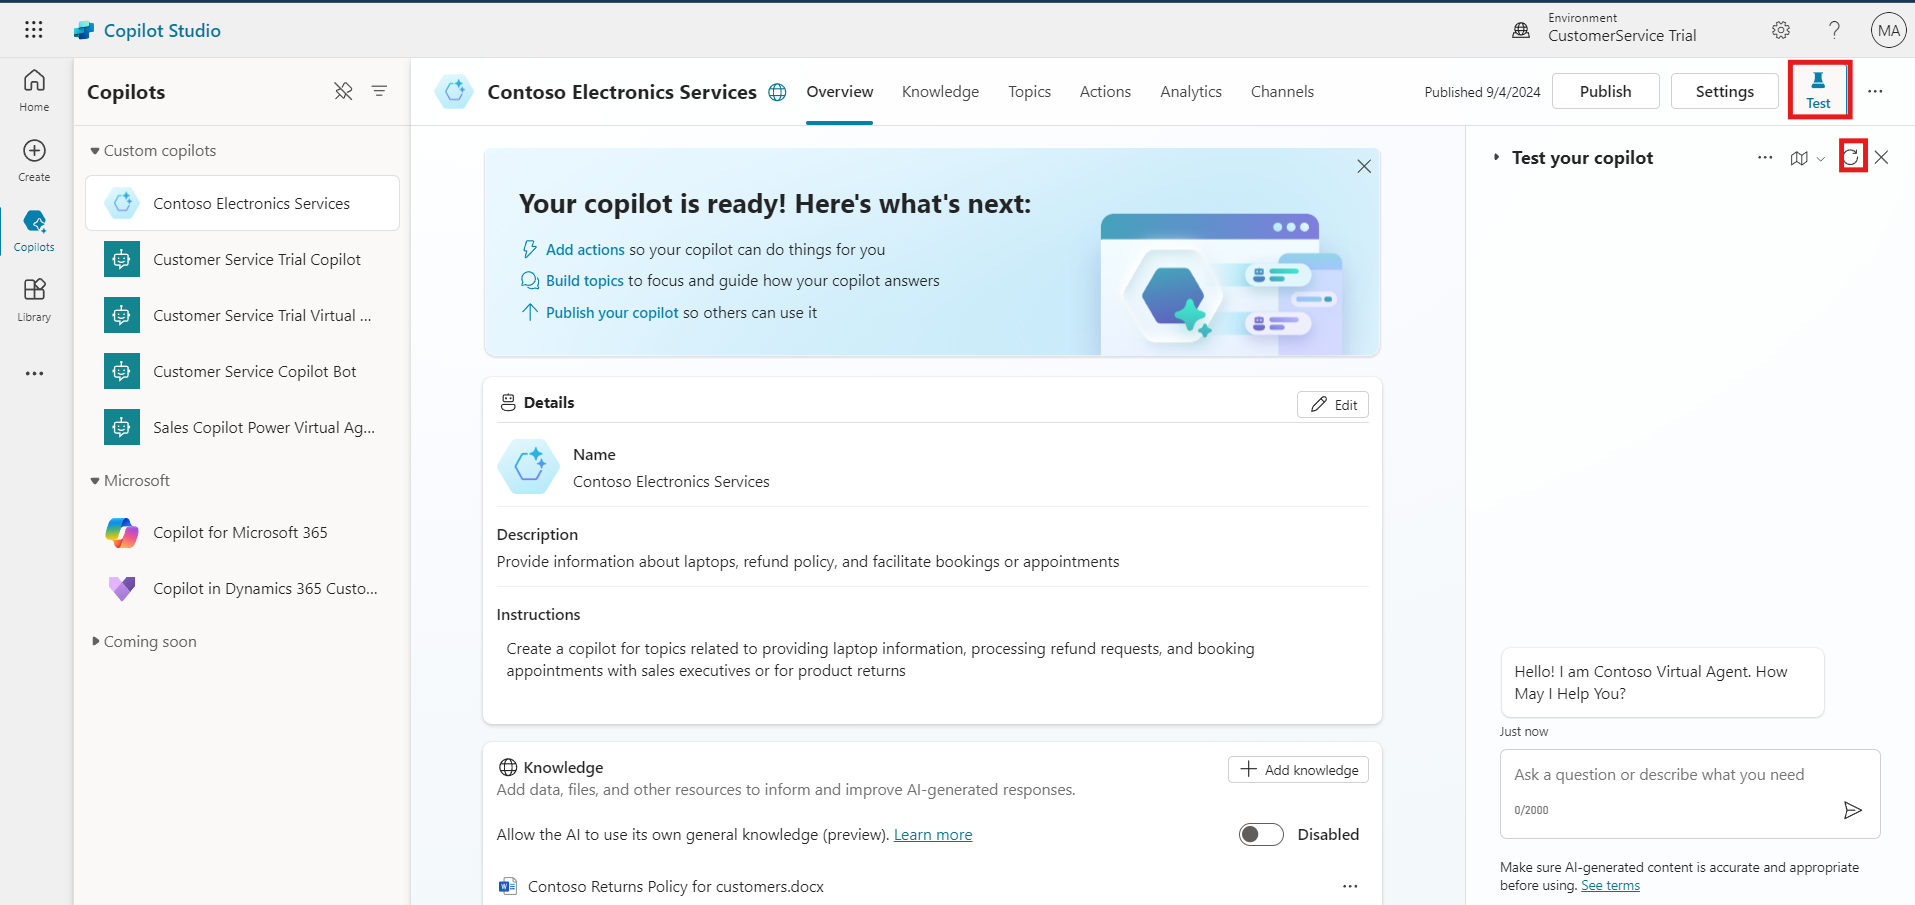 Copilot Studio
Environment
CustomerService Trial
MA
Home
Create
Copilots
Library
Copilots
Custom copilots
Contoso Electronics Services
Customer Service Trial Copilot
Customer Service Trial Virtual ...
Customer Service Copilot Bot
Sales Copilot Power Virtual Ag...
Microsoft
Copilot for Microsoft 365
Copilot in Dynamics 365 Custo...
Coming soon
Contoso Electronics Services
Overview
Knowledge
Topics
Actions
Analytics
Channels
Published 9/4/2024
Publish
Settings
Test
Your copilot is ready! Here's what's next:
Add actions so your copilot can do things for you
Build topics to focus and guide how your copilot answers
Publish your copilot so others can use it
Details
Edit
Name
Contoso Electronics Services
Description
Provide information about laptops, refund policy, and facilitate bookings or appointments
Instructions
Create a copilot for topics related to providing laptop information, processing refund requests, and booking
appointments with sales executives or for product returns
Knowledge
Add knowledge
Add data, files, and other resources to inform and improve AI-generated responses.
Allow the AI to use its own general knowledge (preview). Learn more
Disabled
Contoso Returns Policy for customers.docx
Test your copilot
Hello! I am Contoso Virtual Agent. How
May I Help You?
Just now
Ask a question or describe what you need
0/2000
Make sure AI-generated content is accurate and appropriate
before using. See terms